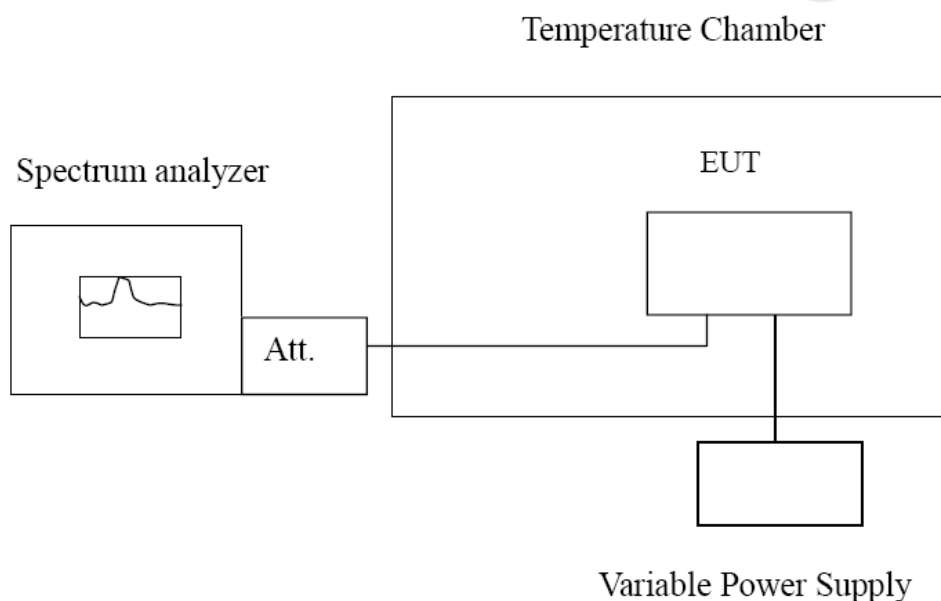 Temperature Chamber
EUT
Spectrum analyzer
Att.
Variable Power Supply